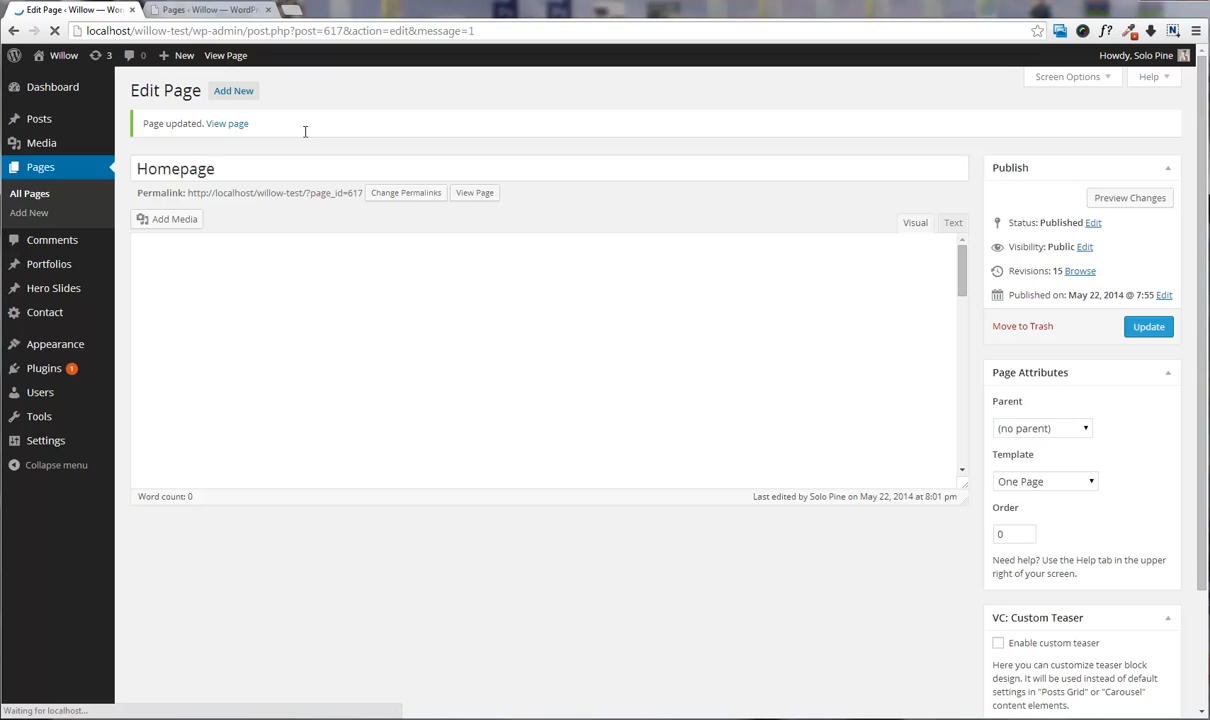 Edit Page ‹ Willow — Wor
Pages ‹ Willow — WordPr
localhost/willow-test/wp-admin/post.php?post=617&action=edit&message=1
Willow
3
0
New
View Page
Howdy, Solo Pine
Dashboard
Posts
Media
Pages
All Pages
Add New
Comments
Portfolios
Hero Slides
Contact
Appearance
Plugins 1
Users
Tools
Settings
Collapse menu
Screen Options
Help
Edit Page
Add New
Page updated. View page
Homepage
Permalink: http://localhost/willow-test/?page_id=617
Change Permalinks
View Page
Add Media
Visual
Text
Word count: 0
Last edited by Solo Pine on May 22, 2014 at 8:01 pm
Publish
Preview Changes
Status: Published Edit
Visibility: Public Edit
Revisions: 15 Browse
Published on: May 22, 2014 @ 7:55 Edit
Move to Trash
Update
Page Attributes
Parent
(no parent)
Template
One Page
Order
0
Need help? Use the Help tab in the upper
right of your screen.
VC: Custom Teaser
Enable custom teaser
Here you can customize teaser block
design. It will be used instead of default
settings in "Posts Grid" or "Carousel"
content elements.
Waiting for localhost...